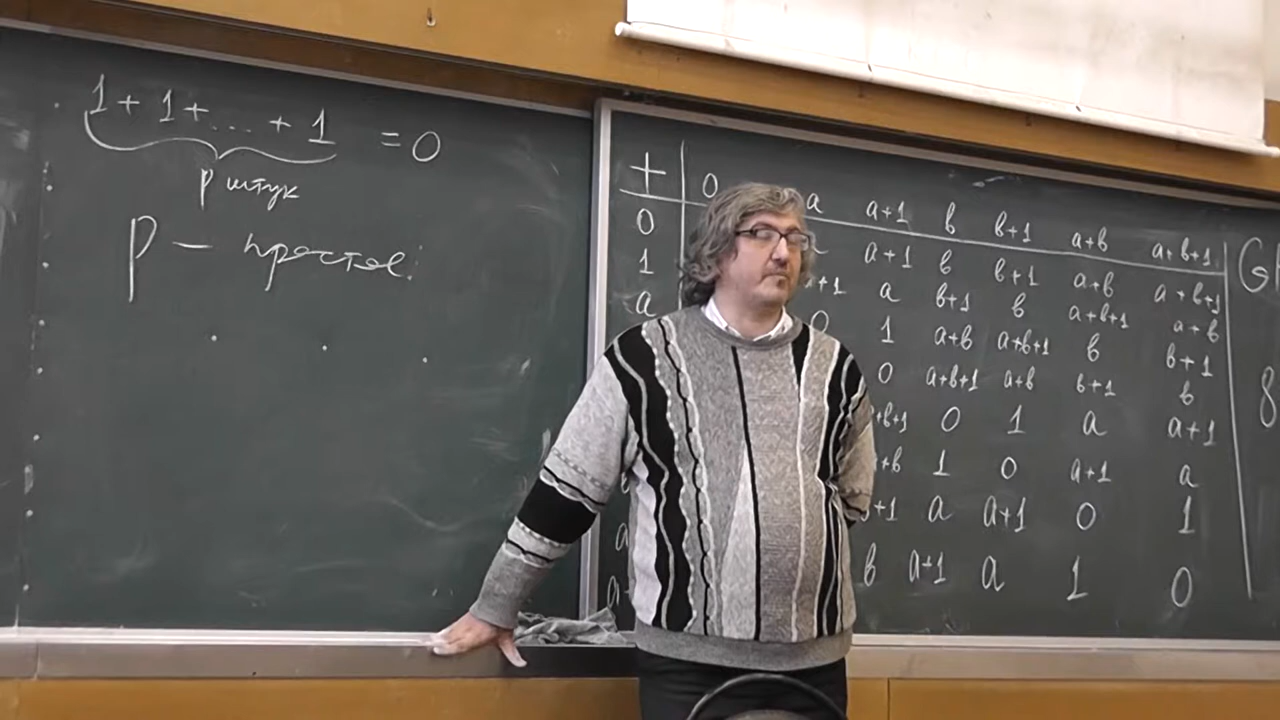 1 + 1 + ... + 1 = 0
p штук
p — простое.
+ 0 a a+1 в в+1 a+в a+в+1
0
1 a+1 в в+1 a+в a+в+1
a +1 a в+1 в a+в+1 a+в
0 1 a+в a+в+1 в в+1
0 a+в+1 a+в в+1 в
+в+1 0 1 a a+1
+в 1 0 a+1 a
+1 a a+1 0 1
в a+1 a 1 0
G
8